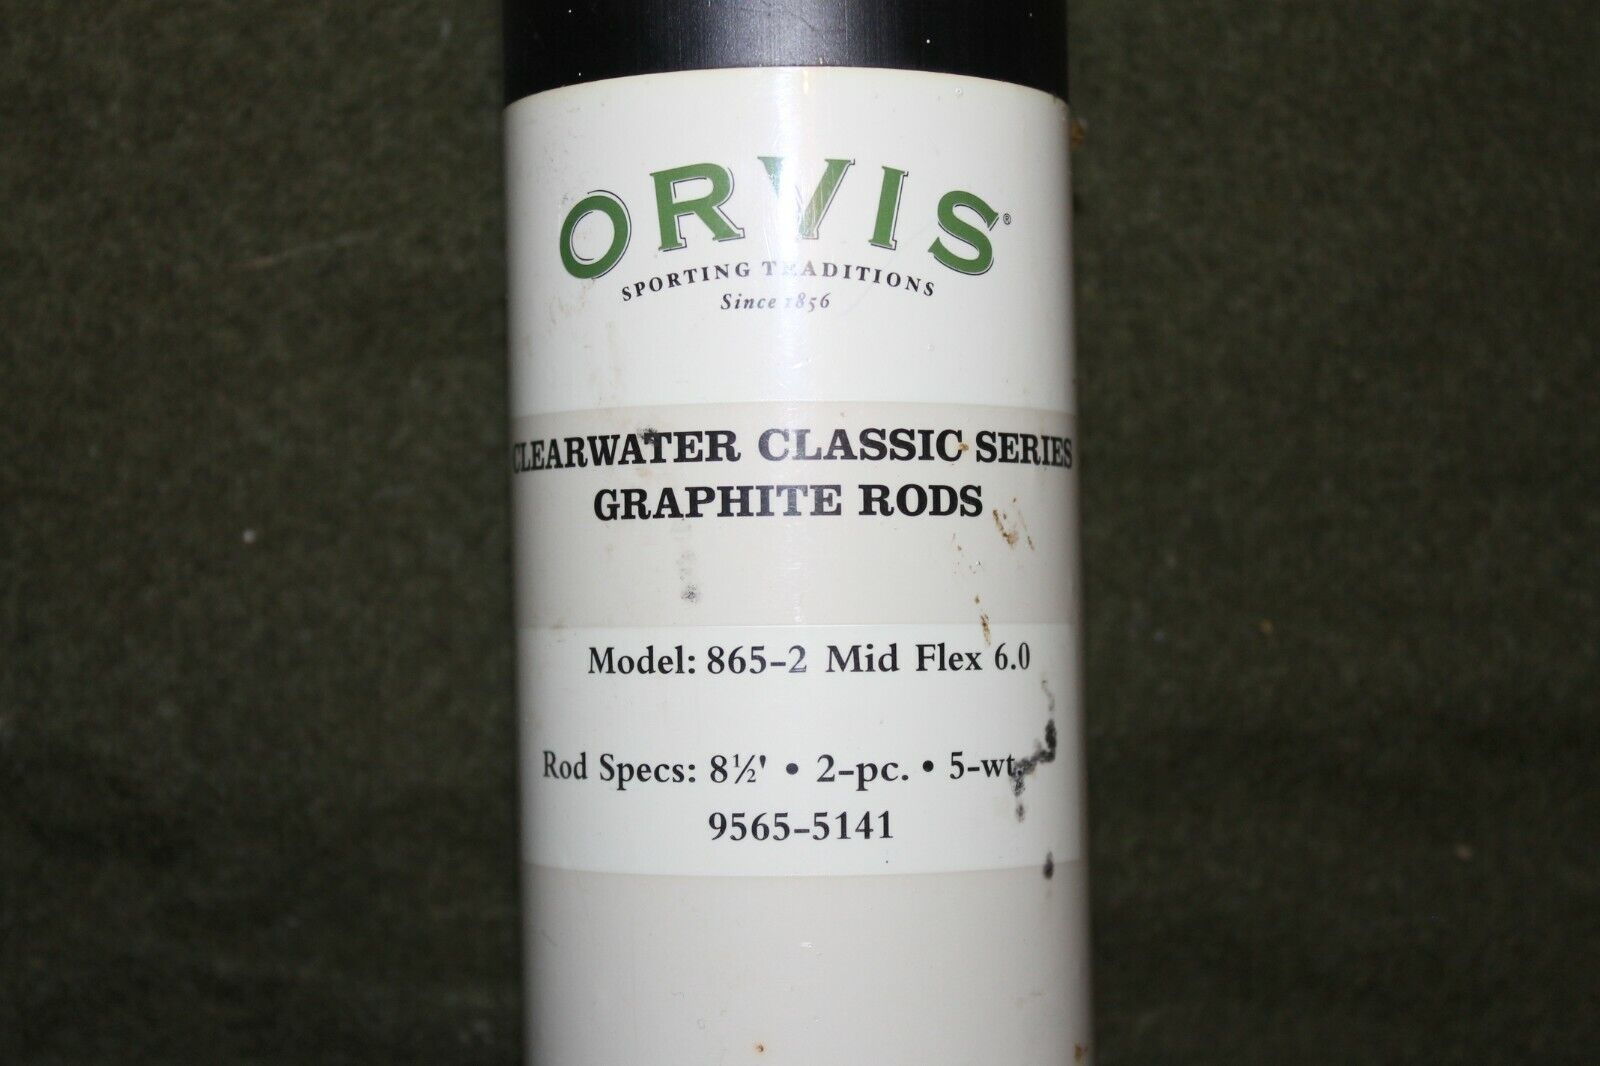 ORVIS®
SPORTING TRADITIONS
Since 1856
CLEARWATER CLASSIC SERIES
GRAPHITE RODS
Model: 865-2 Mid Flex 6.0
Rod Specs: 8½' • 2-pc. • 5-wt.
9565-5141